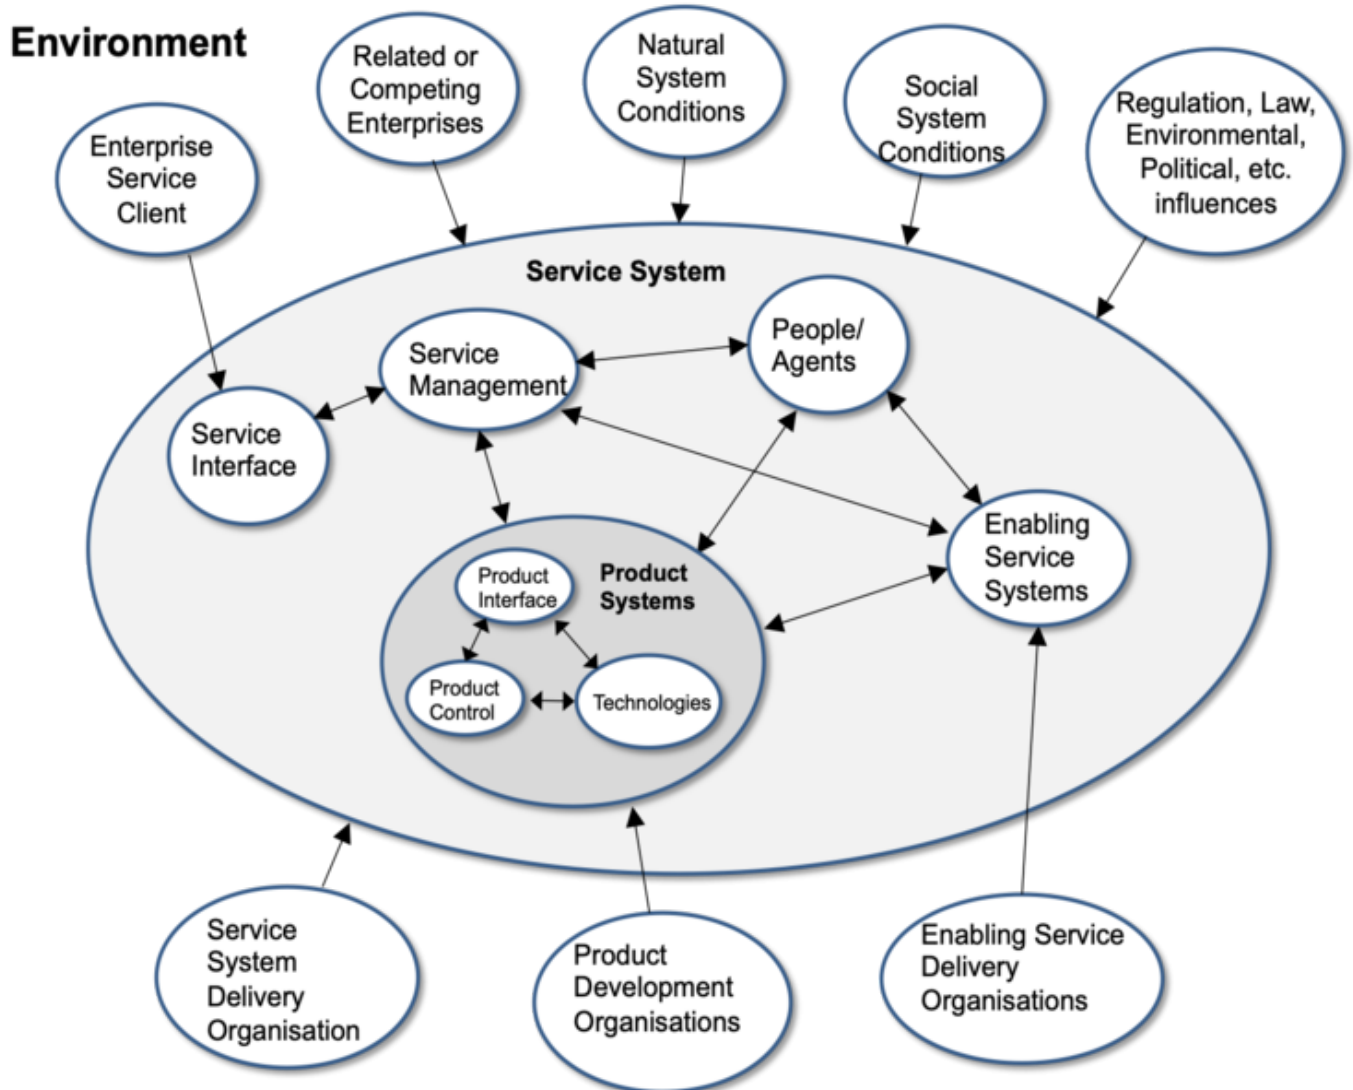 Environment
Related or
Competing
Enterprises
Natural
System
Conditions
Social
System
Conditions
Regulation, Law,
Environmental,
Political, etc.
influences
Enterprise
Service
Client
Service System
Service
Management
People/
Agents
Service
Interface
Enabling
Service
Systems
Product
Systems
Product
Interface
Product
Control
Technologies
Service
System
Delivery
Organisation
Product
Development
Organisations
Enabling Service
Delivery
Organisations